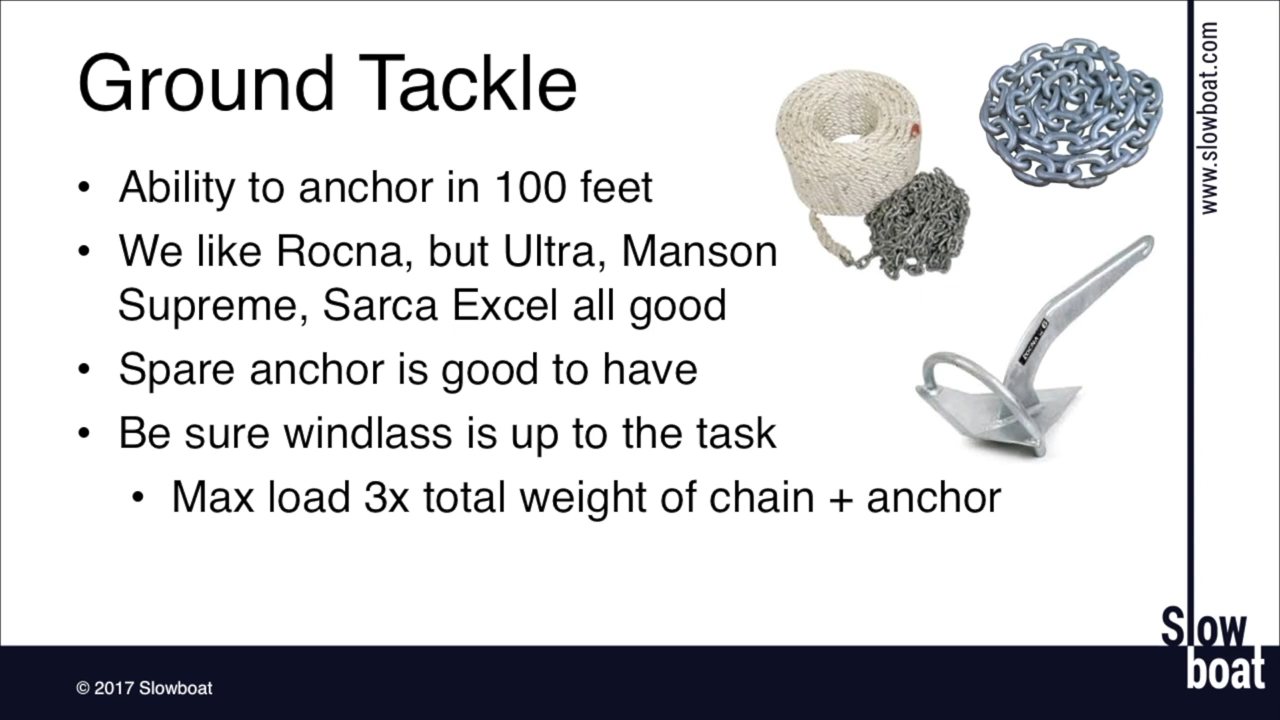 Ground Tackle
• Ability to anchor in 100 feet
• We like Rocna, but Ultra, Manson
Supreme, Sarca Excel all good
• Spare anchor is good to have
• Be sure windlass is up to the task
• Max load 3x total weight of chain + anchor
www.slowboat.com
ROCNA
© 2017 Slowboat
Slow
boat